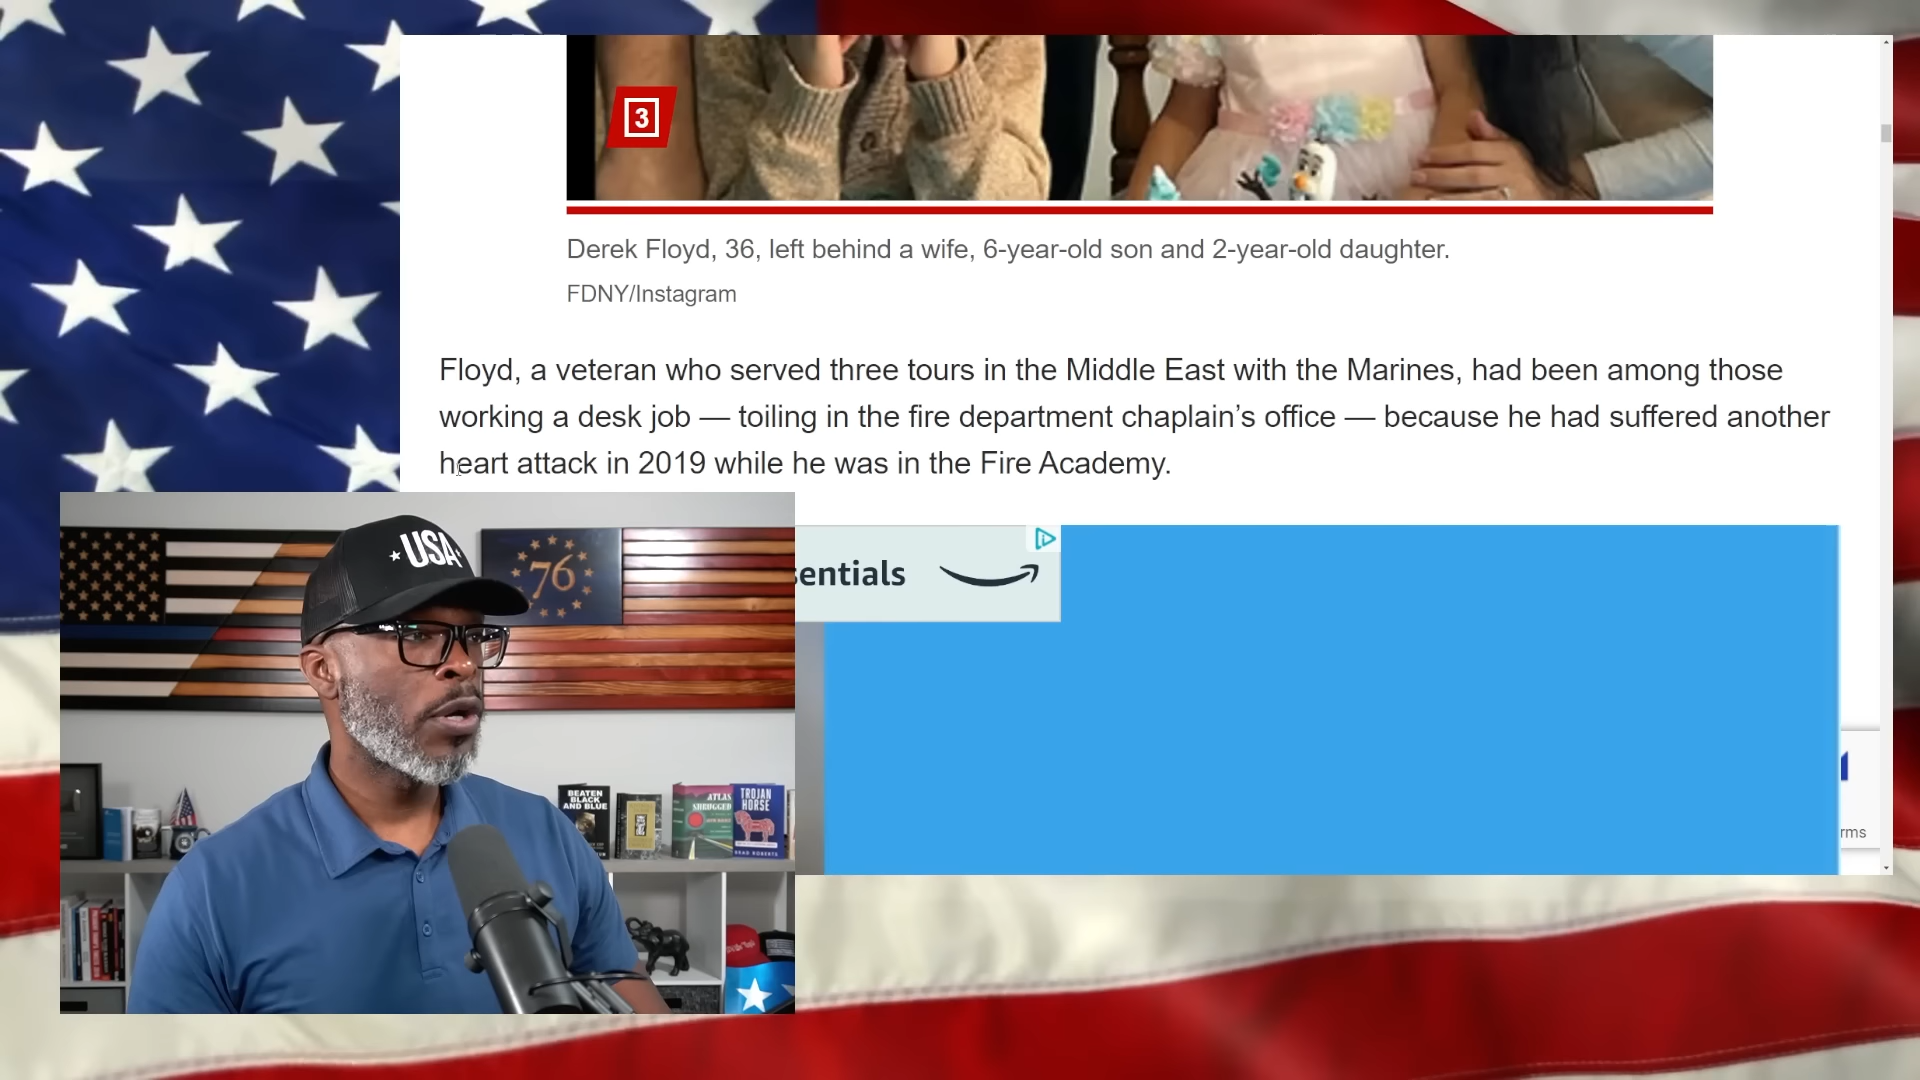 3
Derek Floyd, 36, left behind a wife, 6-year-old son and 2-year-old daughter.
FDNY/Instagram
Floyd, a veteran who served three tours in the Middle East with the Marines, had been among those
working a desk job — toiling in the fire department chaplain’s office — because he had suffered another
heart attack in 2019 while he was in the Fire Academy.
sentials
rms
USA
76
BEATEN
BLACK
AND BLUE
ATLAS
SHRUGGED
TROJAN
HORSE
BRAD ROBERTS